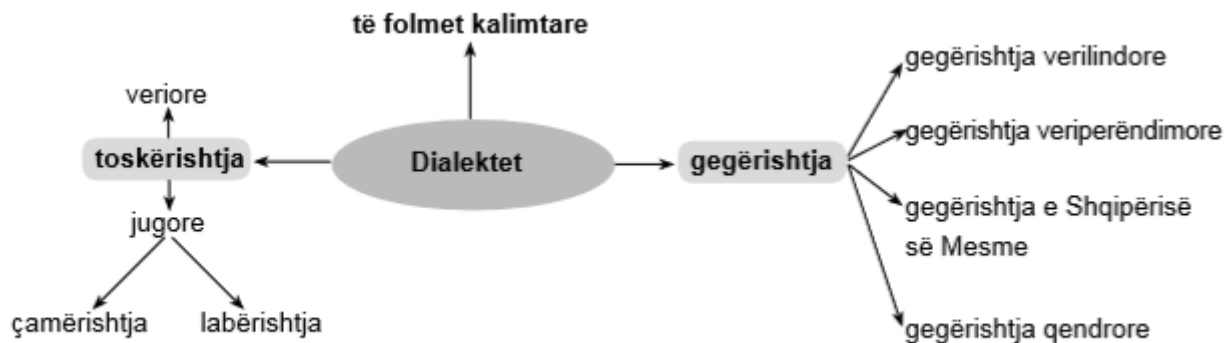 të folmet kalimtare
veriore
toskërishtja
jugore
çamërishtja
labërishtja
Dialektet
gegërishtja
gegërishtja verilindore
gegërishtja veriperëndimore
gegërishtja e Shqipërisë
së Mesme
gegërishtja qendrore